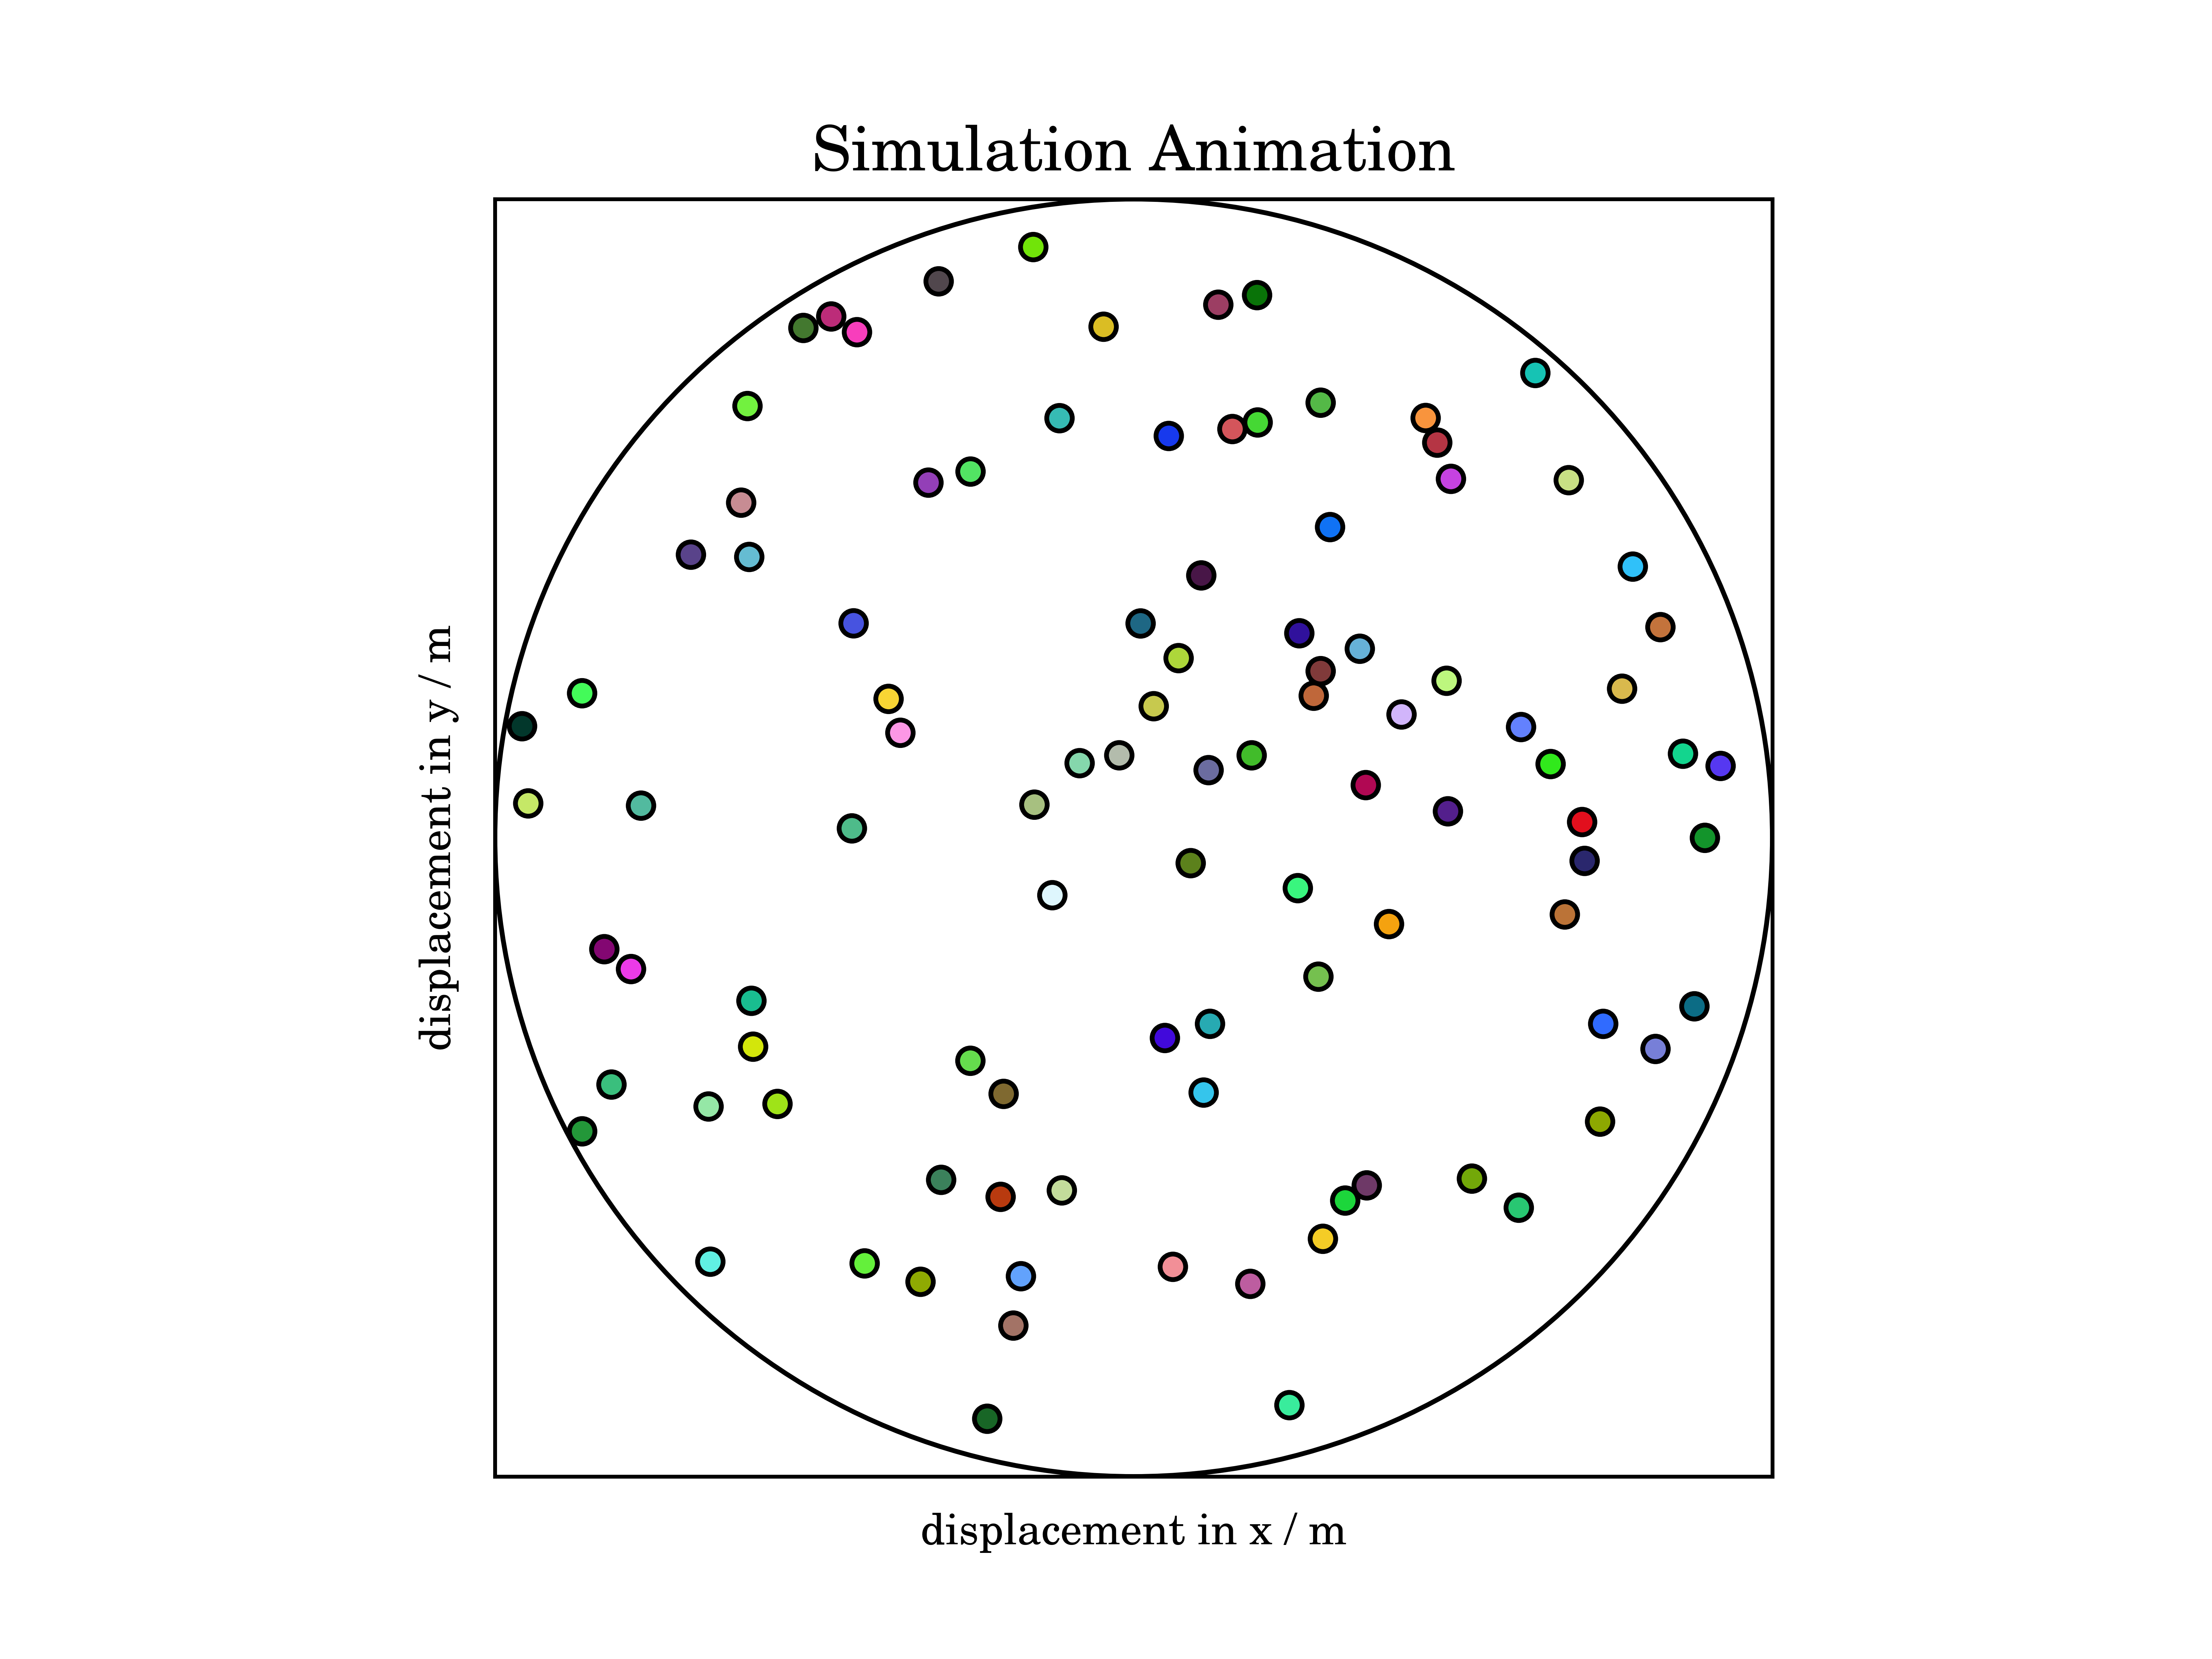 Simulation Animation
displacement in y / m
displacement in x / m